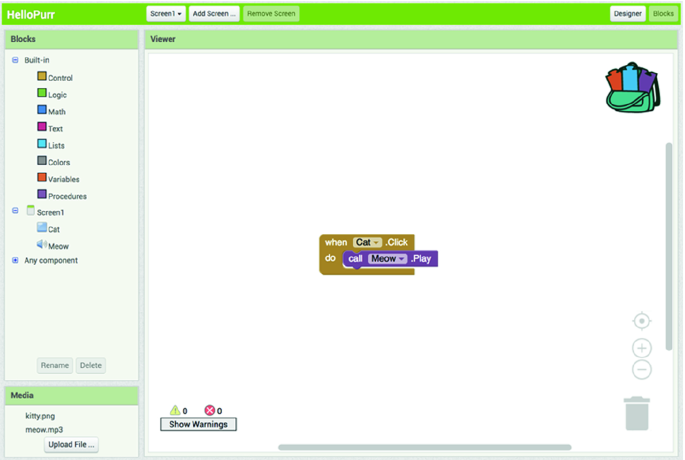 HelloPurr
Screen1 Add Screen ... Remove Screen
Designer Blocks
Blocks
Built-in
Control
Logic
Math
Text
Lists
Colors
Variables
Procedures
Screen1
Cat
Meow
Any component
Rename Delete
Media
kitty.png
meow.mp3
Upload File ...
Viewer
when Cat .Click
do call Meow .Play
0 0
Show Warnings